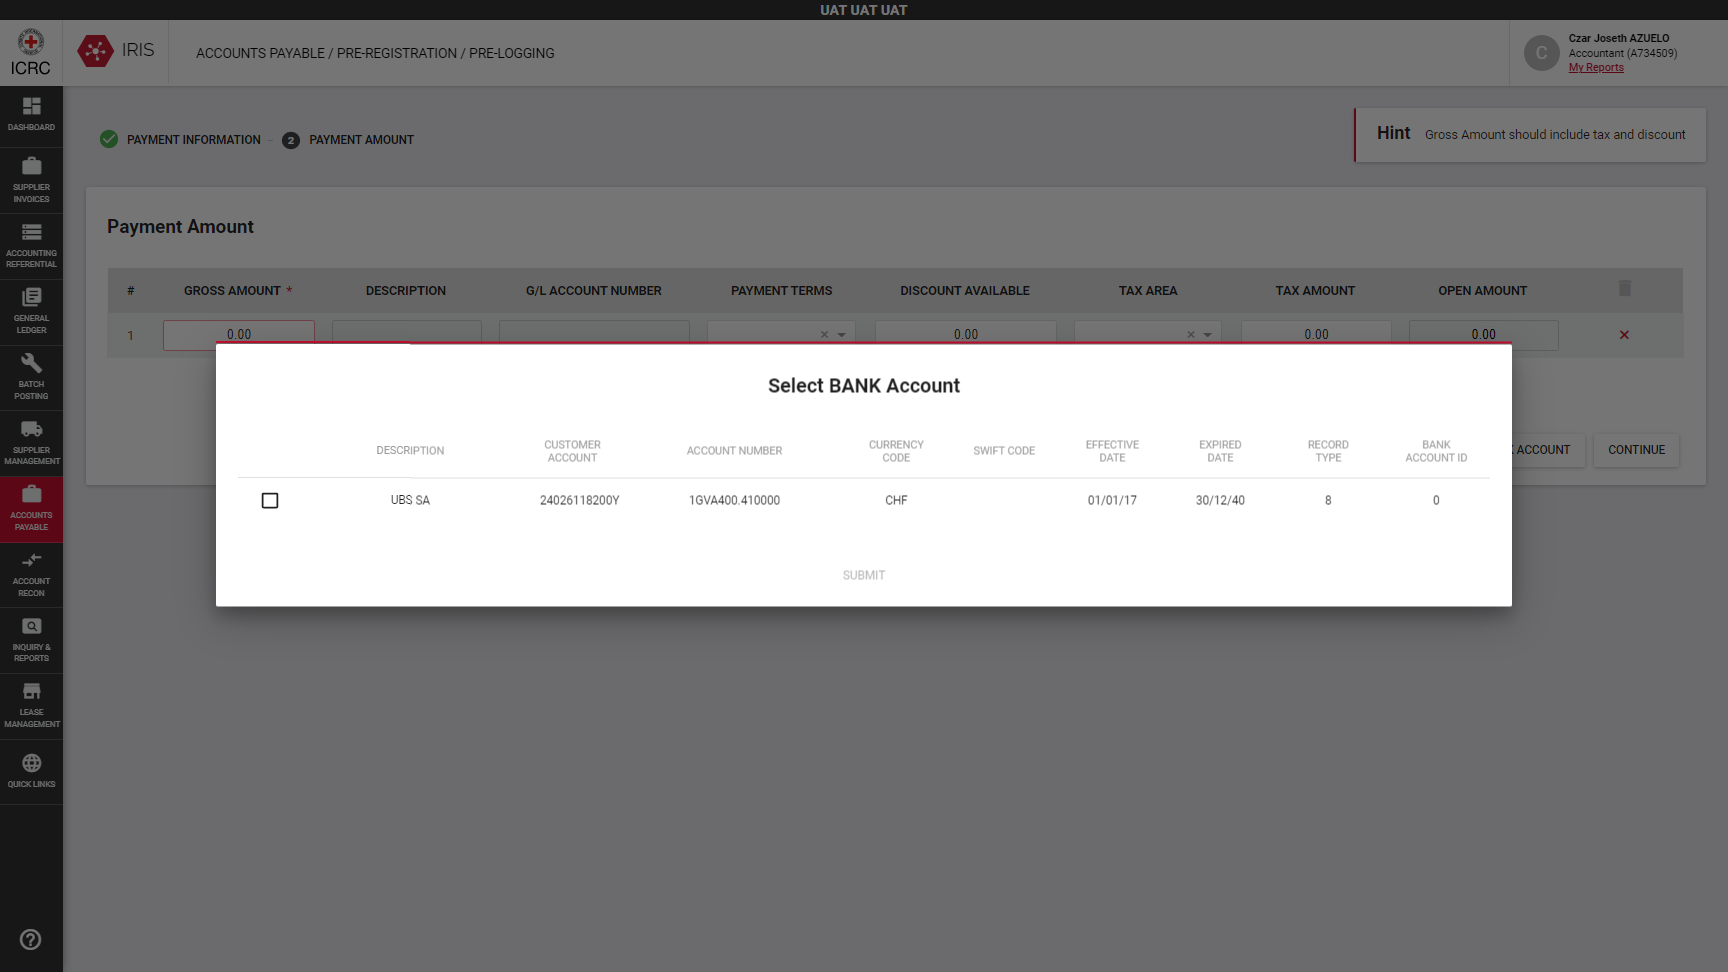 UAT UAT UAT
ICRC
IRIS
ACCOUNTS PAYABLE / PRE-REGISTRATION / PRE-LOGGING
C
Czar Joseth AZUELO
Accountant (A734509)
My Reports
DASHBOARD
SUPPLIER
INVOICES
ACCOUNTING
REFERENTIAL
GENERAL
LEDGER
BATCH
POSTING
SUPPLIER
MANAGEMENT
ACCOUNTS
PAYABLE
ACCOUNT
RECON
INQUIRY &
REPORTS
LEASE
MANAGEMENT
QUICK LINKS
PAYMENT INFORMATION
2 PAYMENT AMOUNT
Hint Gross Amount should include tax and discount
Payment Amount
# GROSS AMOUNT * DESCRIPTION G/L ACCOUNT NUMBER PAYMENT TERMS DISCOUNT AVAILABLE TAX AREA TAX AMOUNT OPEN AMOUNT
1 0.00 0.00 0.00 0.00
ACCOUNT CONTINUE
Select BANK Account
DESCRIPTION CUSTOMER ACCOUNT ACCOUNT NUMBER CURRENCY CODE SWIFT CODE EFFECTIVE DATE EXPIRED DATE RECORD TYPE BANK ACCOUNT ID
UBS SA 24026118200Y 1GVA400.410000 CHF 01/01/17 30/12/40 8 0
SUBMIT